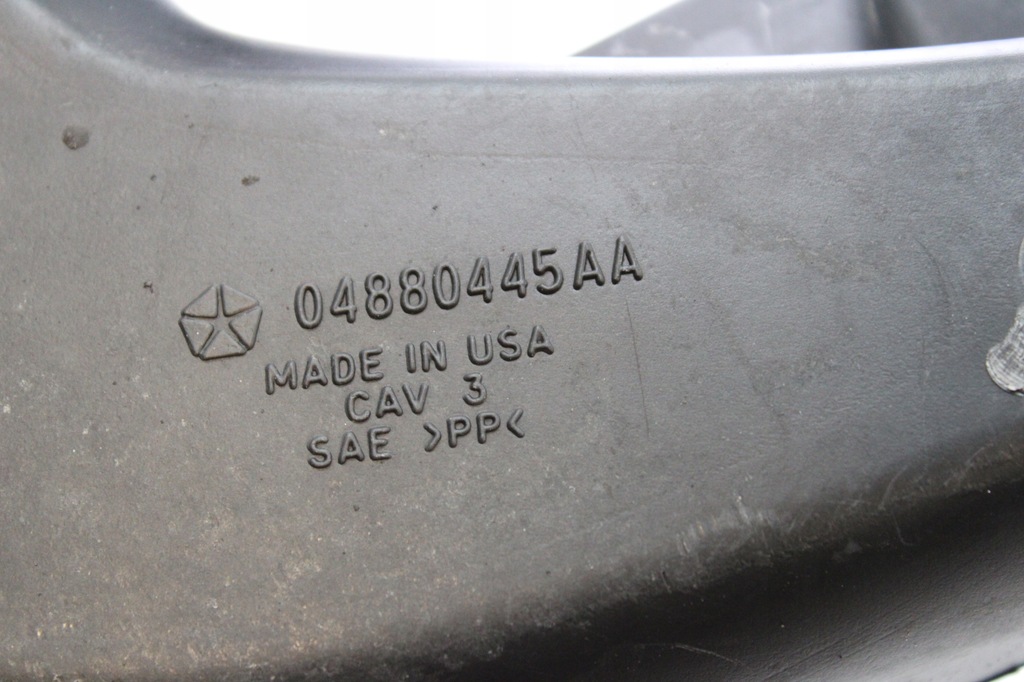 04880445AA
MADE IN USA
CAV 3
SAE >PP<